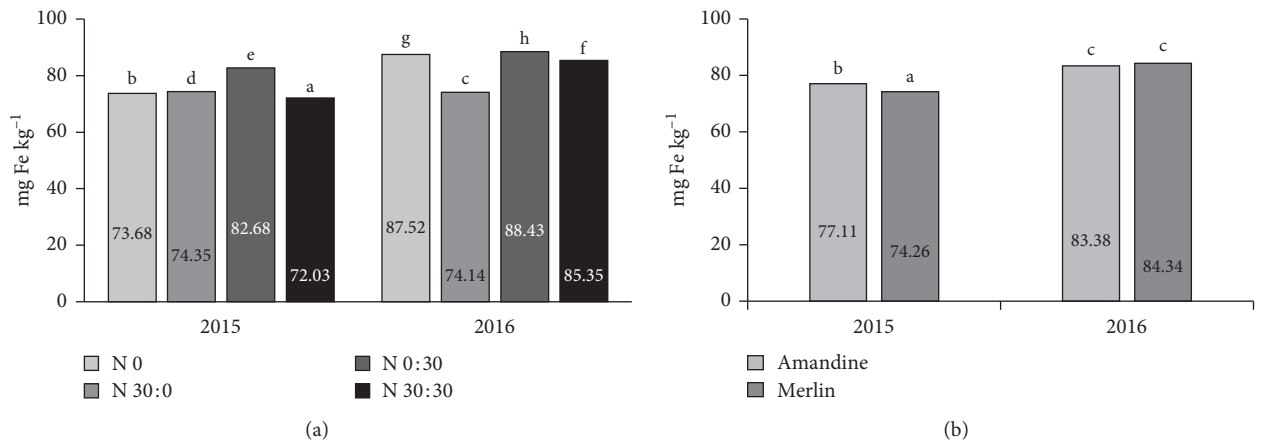 mg Fe kg⁻¹
100
80
60
40
20
0
b d e a g c h f
73.68 74.35 82.68 72.03 87.52 74.14 88.43 85.35
2015 2016
N 0 N 0:30
N 30:0 N 30:30
(a)
mg Fe kg⁻¹
100
80
60
40
20
0
b a c c
77.11 74.26 83.38 84.34
2015 2016
Amandine
Merlin
(b)